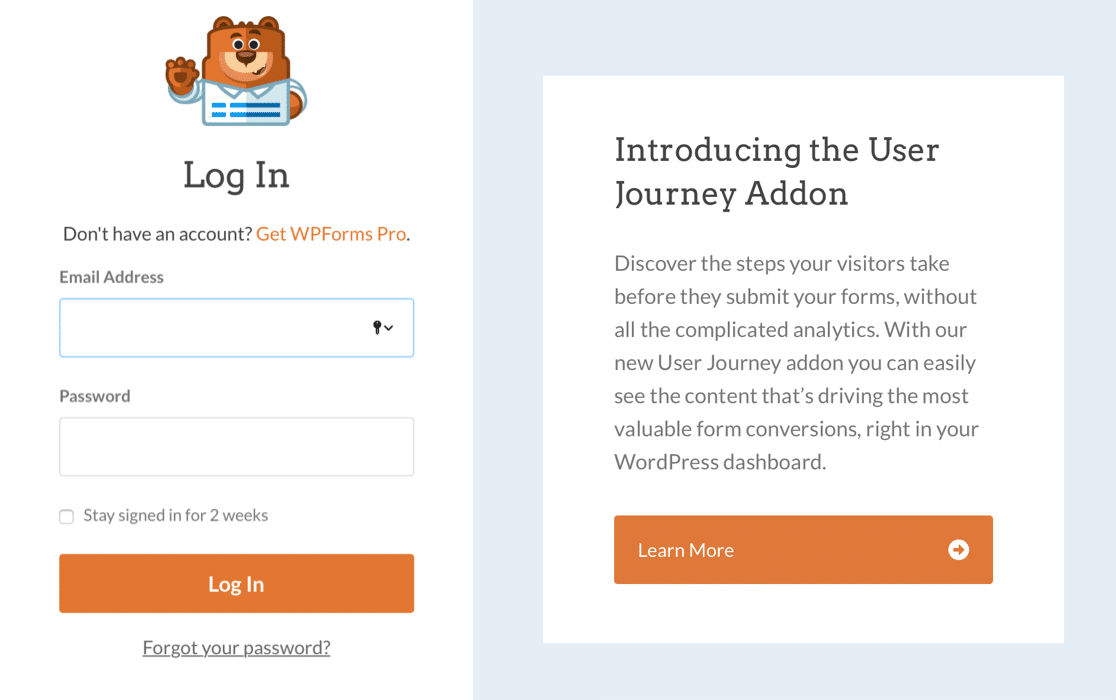 Log In
Don't have an account? Get WPForms Pro.
Email Address
Password
Stay signed in for 2 weeks
Log In
Forgot your password?
Introducing the User
Journey Addon
Discover the steps your visitors take
before they submit your forms, without
all the complicated analytics. With our
new User Journey addon you can easily
see the content that’s driving the most
valuable form conversions, right in your
WordPress dashboard.
Learn More